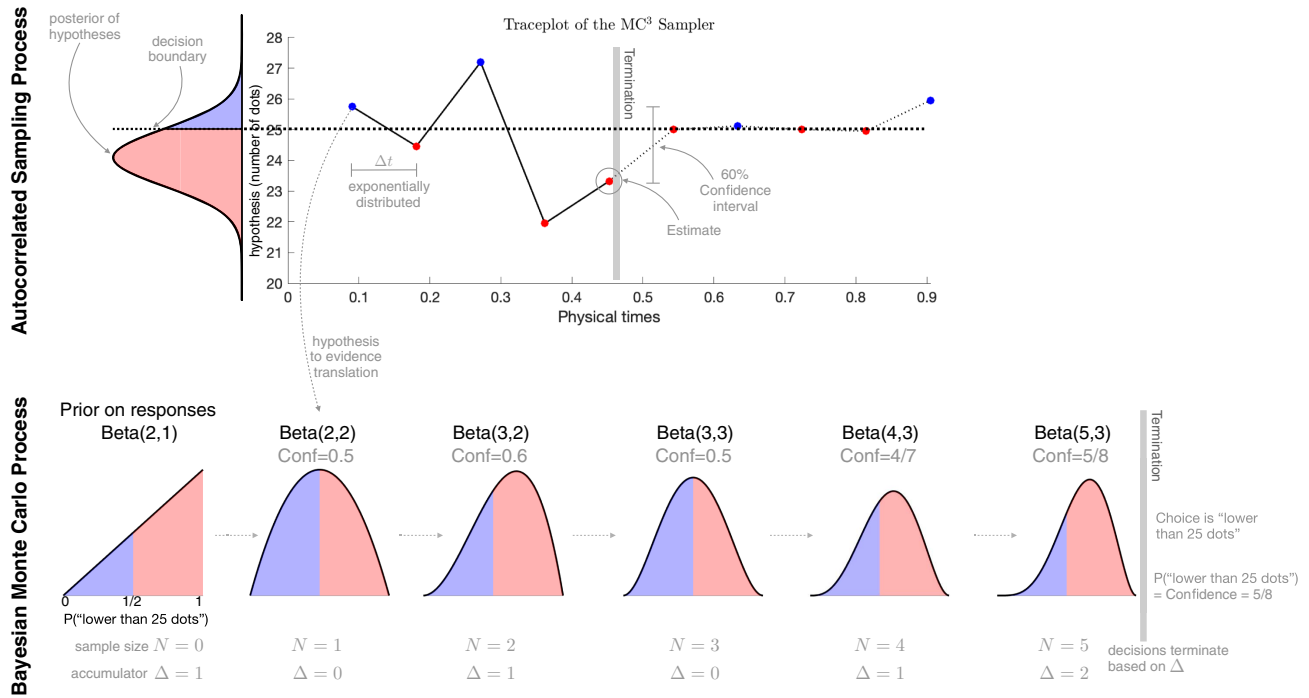 Autocorrelated Sampling Process
posterior of
hypotheses
decision
boundary
Traceplot of the MC³ Sampler
hypothesis (number of dots)
28
27
26
25
24
23
22
21
20
0
0.1
0.2
0.3
0.4
0.5
0.6
0.7
0.8
0.9
Physical times
Δt
exponentially
distributed
Termination
60%
Confidence
interval
Estimate
hypothesis
to evidence
translation
Bayesian Monte Carlo Process
Prior on responses
Beta(2,1)
0
1/2
1
P(“lower than 25 dots”)
Beta(2,2)
Conf=0.5
Beta(3,2)
Conf=0.6
Beta(3,3)
Conf=0.5
Beta(4,3)
Conf=4/7
Beta(5,3)
Conf=5/8
Termination
Choice is “lower
than 25 dots”
P(“lower than 25 dots”)
= Confidence = 5/8
sample size N = 0
N = 1
N = 2
N = 3
N = 4
N = 5
accumulator Δ = 1
Δ = 0
Δ = 1
Δ = 0
Δ = 1
Δ = 2
decisions terminate
based on Δ